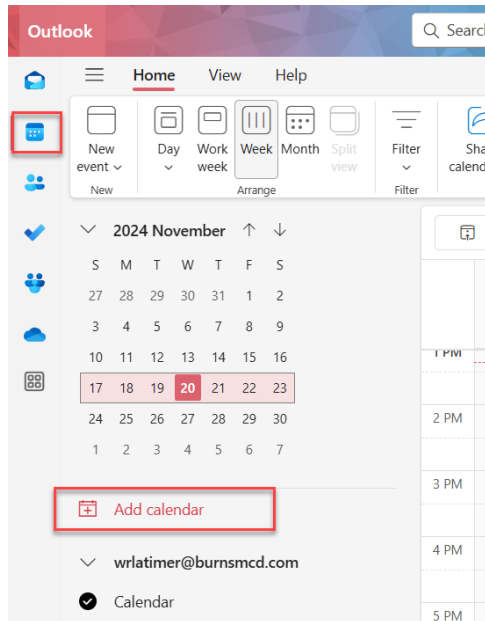 Outlook
Search
Home View Help
New event
Day
Work week
Week
Month
Split view
Filter
New
Arrange
Filter
2024 November
S M T W T F S
27 28 29 30 31 1 2
3 4 5 6 7 8 9
10 11 12 13 14 15 16
17 18 19 20 21 22 23
24 25 26 27 28 29 30
1 2 3 4 5 6 7
1 PM
2 PM
3 PM
4 PM
5 PM
Add calendar
wrlatimer@burnsmcd.com
Calendar